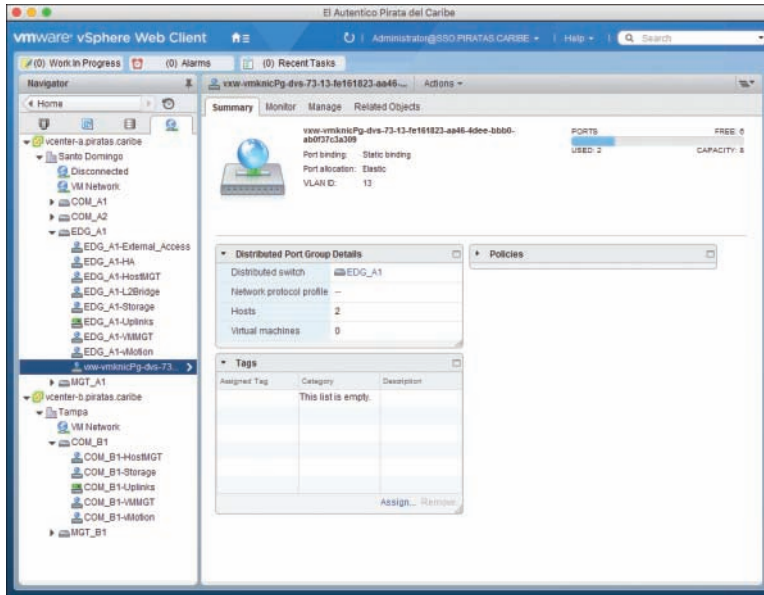 El Autentico Pirata del Caribe
vmware® vSphere Web Client
Administrator@SSO.PIRATAS.CARIBE
Help
Search
(0) Work In Progress
(0) Alarms
(0) Recent Tasks
Navigator
Home
vcenter-a.piratas.caribe
Santo Domingo
Disconnected
VM Network
COM_A1
COM_A2
EDG_A1
EDG_A1-External_Access
EDG_A1-HA
EDG_A1-HostMGT
EDG_A1-L2Bridge
EDG_A1-Storage
EDG_A1-Uplinks
EDG_A1-VMMGT
EDG_A1-vMotion
vxw-vmknicPg-dvs-73...
MGT_A1
vcenter-b.piratas.caribe
Tampa
VM Network
COM_B1
COM_B1-HostMGT
COM_B1-Storage
COM_B1-Uplinks
COM_B1-VMMGT
COM_B1-vMotion
MGT_B1
vxw-vmknicPg-dvs-73-13-fe161823-aa46-... Actions
Summary Monitor Manage Related Objects
vxw-vmknicPg-dvs-73-13-fe161823-aa46-4dee-bbb0-
ab0f37c3a309
Port binding: Static binding
Port allocation: Elastic
VLAN ID: 13
PORTS FREE: 6
USED: 2 CAPACITY: 8
Distributed Port Group Details
Distributed switch EDG_A1
Network protocol profile --
Hosts 2
Virtual machines 0
Policies
Tags
Assigned Tag Category Description
This list is empty.
Assign... Remove